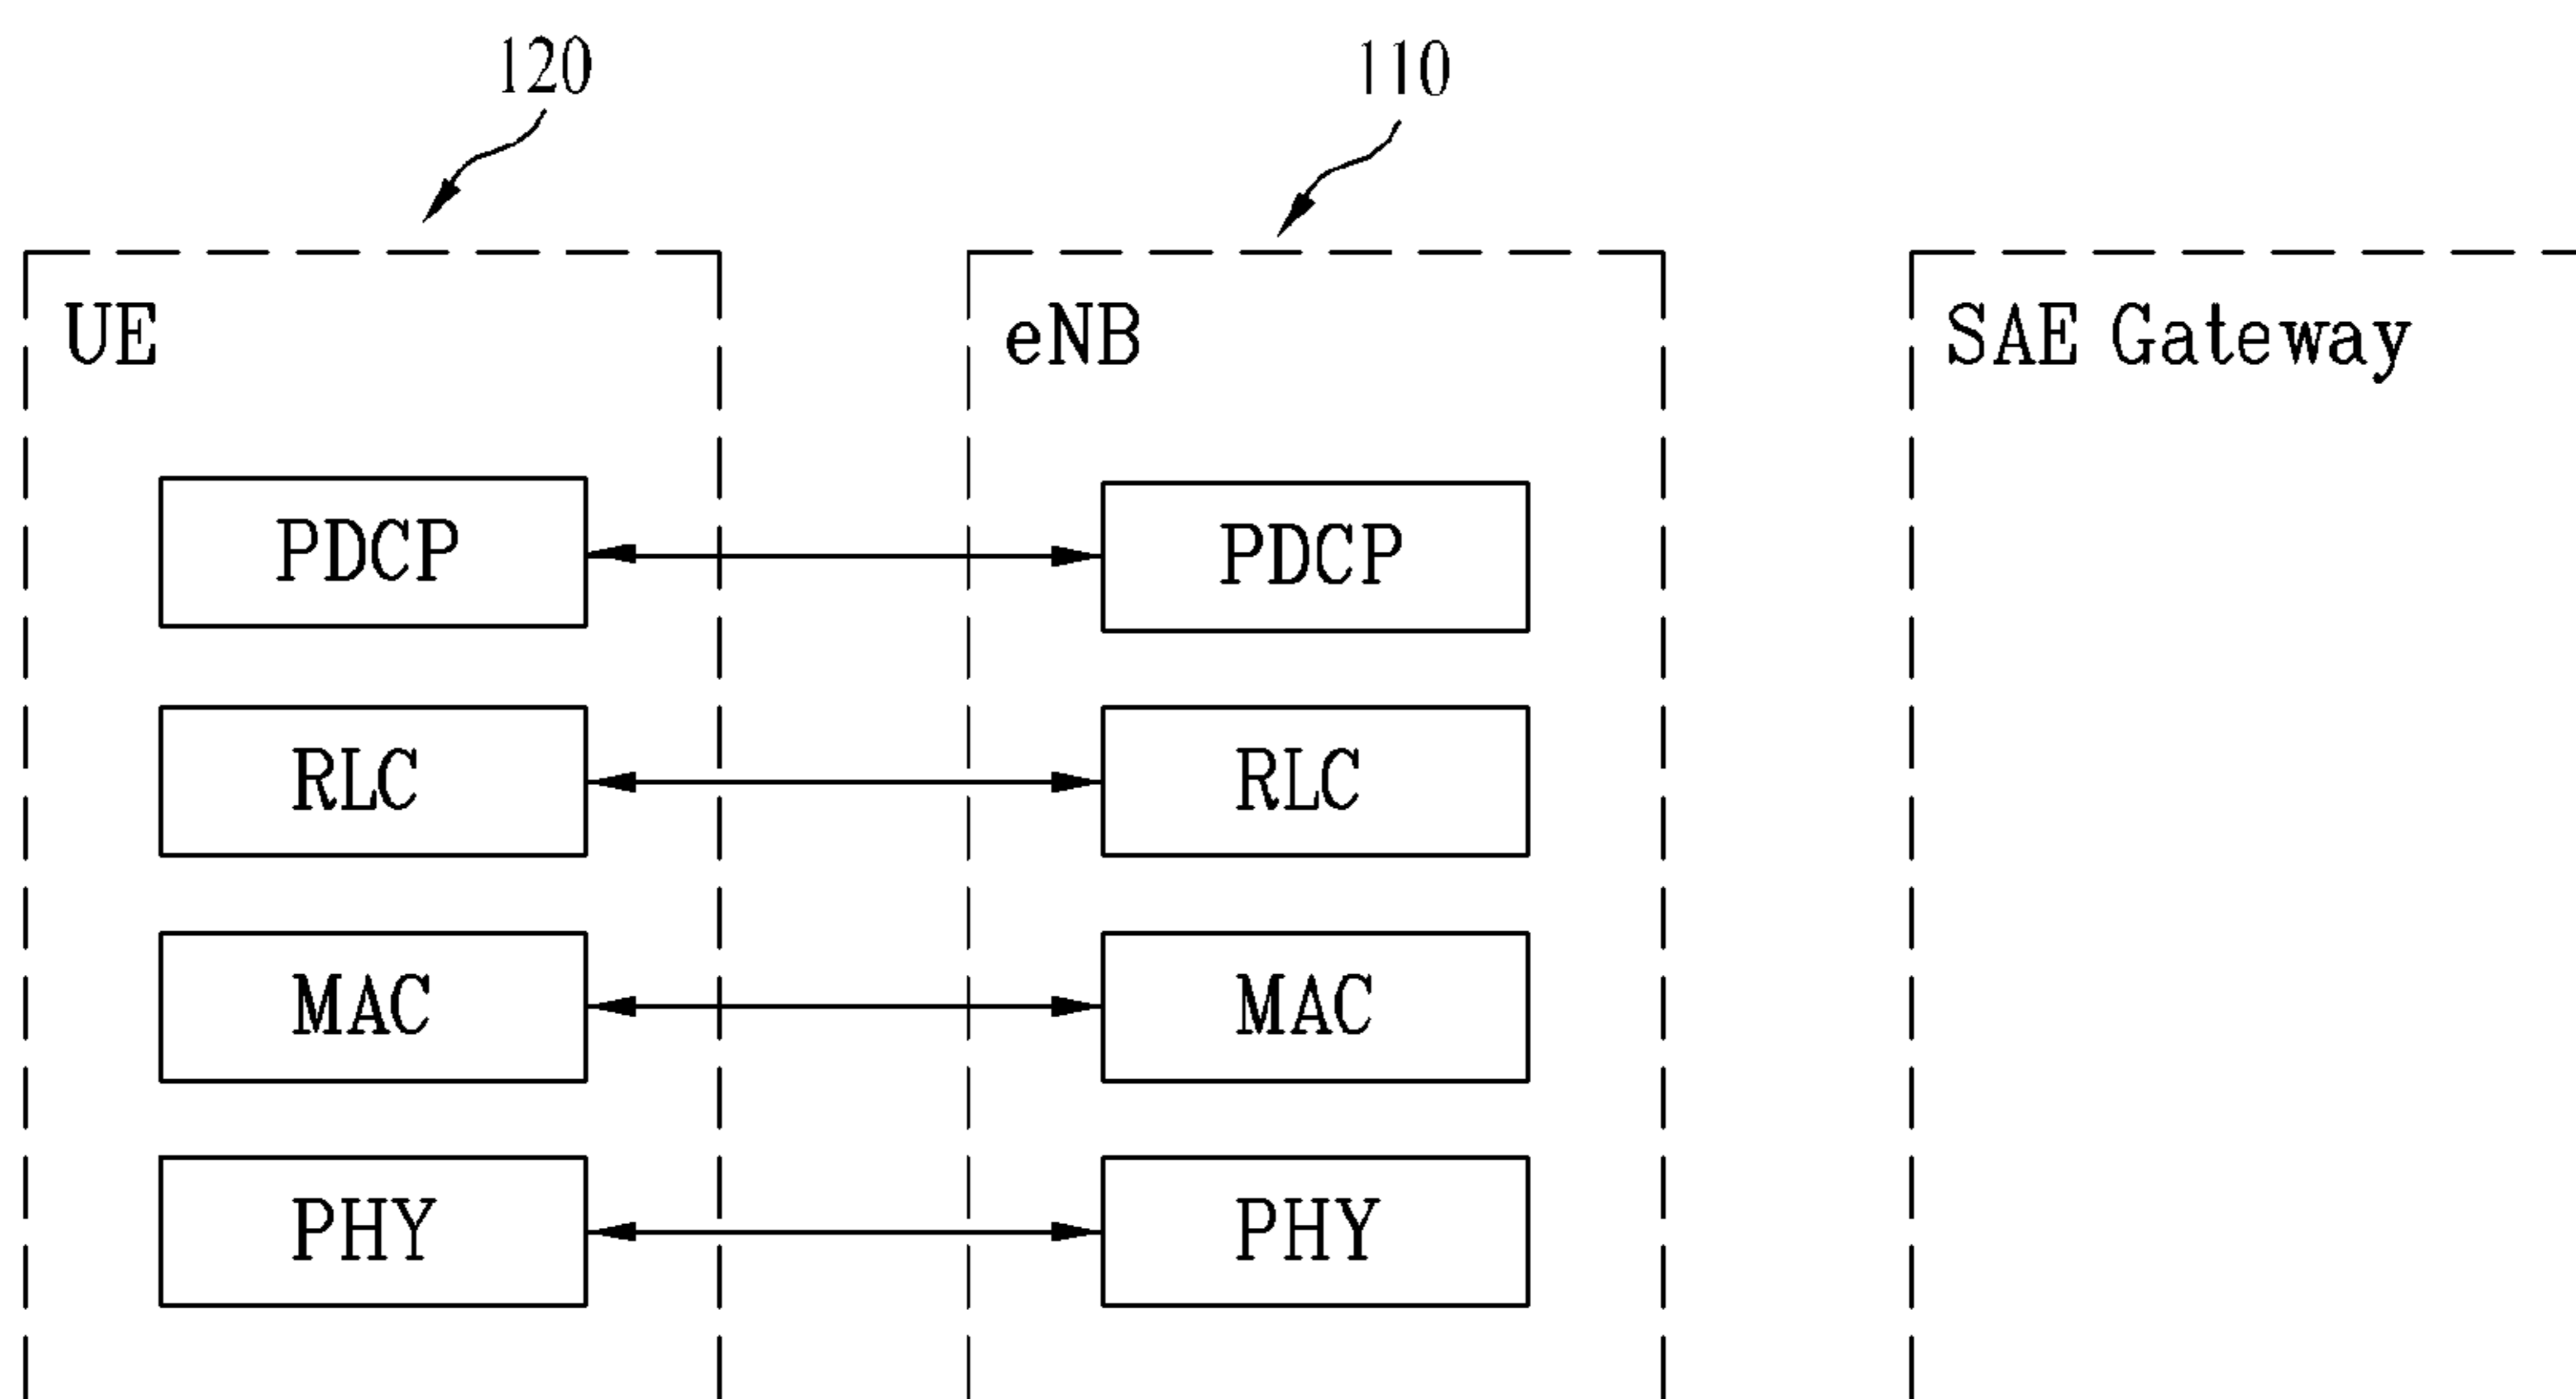 120
110
UE
eNB
SAE Gateway
PDCP
PDCP
RLC
RLC
MAC
MAC
PHY
PHY